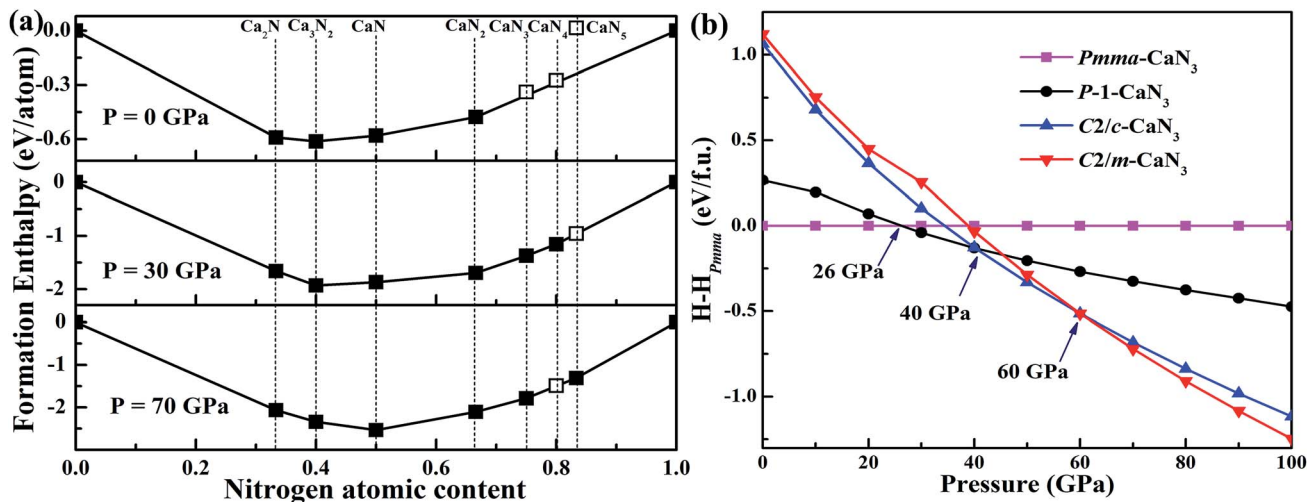 (a)
Formation Enthalpy (eV/atom)
0.0
-0.3
-0.6
Ca₂N
Ca₃N₂
CaN
CaN₂
CaN₃
CaN₄
CaN₅
P = 0 GPa
0
-1
-2
P = 30 GPa
0
-1
-2
P = 70 GPa
0.0
0.2
0.4
0.6
0.8
1.0
Nitrogen atomic content
(b)
H-H_Pmma (eV/f.u.)
1.0
0.5
0.0
-0.5
-1.0
Pmma-CaN₃
P-1-CaN₃
C2/c-CaN₃
C2/m-CaN₃
26 GPa
40 GPa
60 GPa
0
20
40
60
80
100
Pressure (GPa)